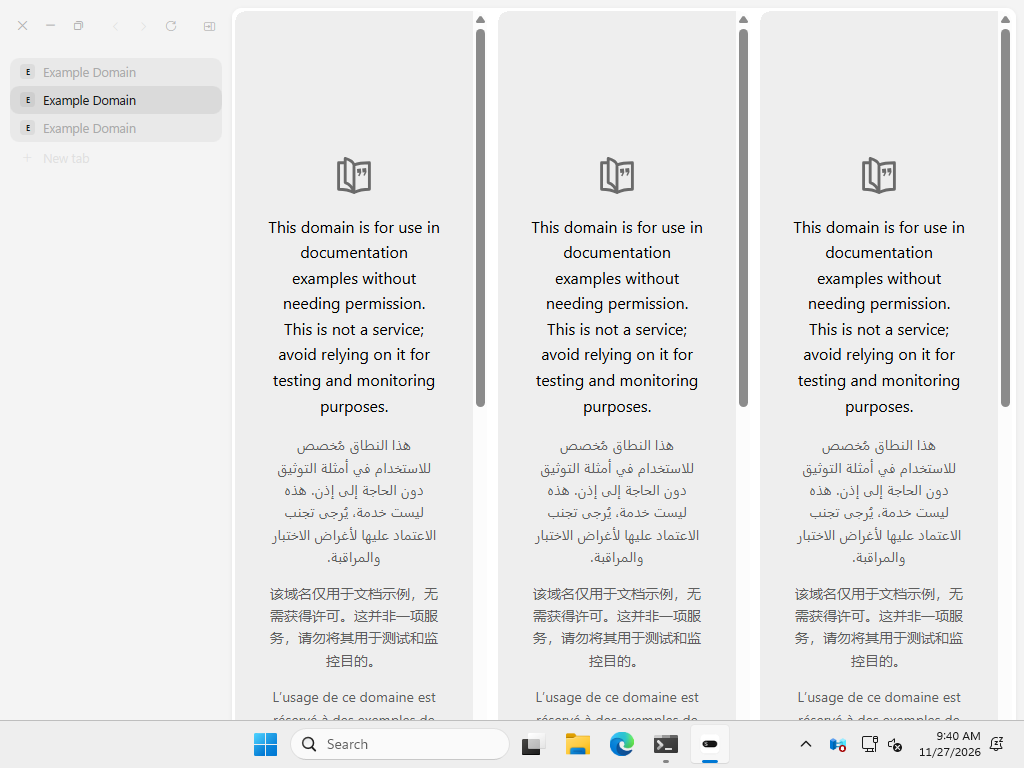 E Example Domain
E Example Domain
E Example Domain
+ New tab
This domain is for use in
documentation
examples without
needing permission.
This is not a service;
avoid relying on it for
testing and monitoring
purposes.
هذا النطاق مُخصص
للاستخدام في أمثلة التوثيق
دون الحاجة إلى إذن. هذه
ليست خدمة، يُرجى تجنب
الاعتماد عليها لأغراض الاختبار
والمراقبة.
该域名仅用于文档示例，无
需获得许可。这并非一项服
务，请勿将其用于测试和监
控目的。
L'usage de ce domaine est
réservé à des exemples de
This domain is for use in
documentation
examples without
needing permission.
This is not a service;
avoid relying on it for
testing and monitoring
purposes.
هذا النطاق مُخصص
للاستخدام في أمثلة التوثيق
دون الحاجة إلى إذن. هذه
ليست خدمة، يُرجى تجنب
الاعتماد عليها لأغراض الاختبار
والمراقبة.
该域名仅用于文档示例，无
需获得许可。这并非一项服
务，请勿将其用于测试和监
控目的。
L'usage de ce domaine est
réservé à des exemples de
This domain is for use in
documentation
examples without
needing permission.
This is not a service;
avoid relying on it for
testing and monitoring
purposes.
هذا النطاق مُخصص
للاستخدام في أمثلة التوثيق
دون الحاجة إلى إذن. هذه
ليست خدمة، يُرجى تجنب
الاعتماد عليها لأغراض الاختبار
والمراقبة.
该域名仅用于文档示例，无
需获得许可。这并非一项服
务，请勿将其用于测试和监
控目的。
L'usage de ce domaine est
réservé à des exemples de
Search
9:40 AM
11/27/2026